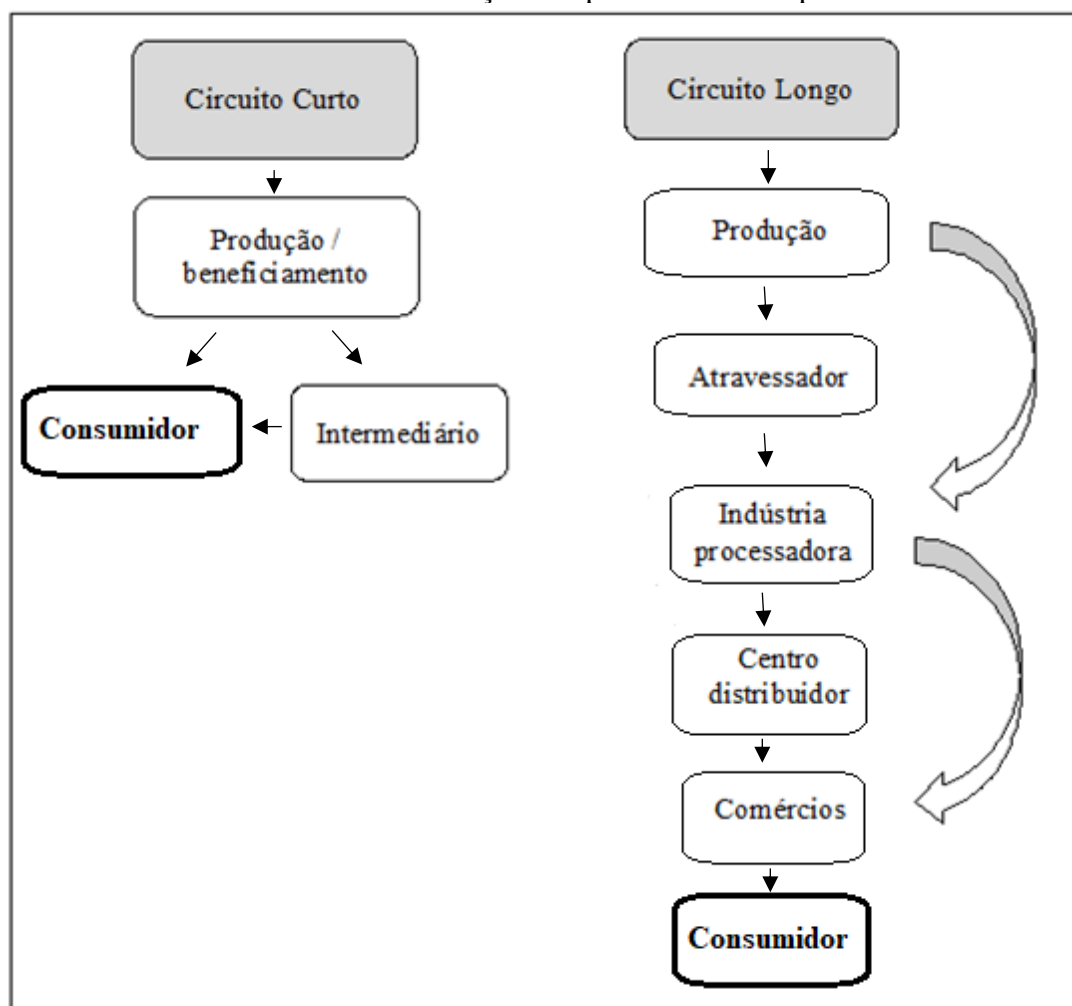 Circuito Curto
Produção /
beneficiamento
Consumidor
Intermediário
Circuito Longo
Produção
Atravessador
Indústria
processadora
Centro
distribuidor
Comércios
Consumidor